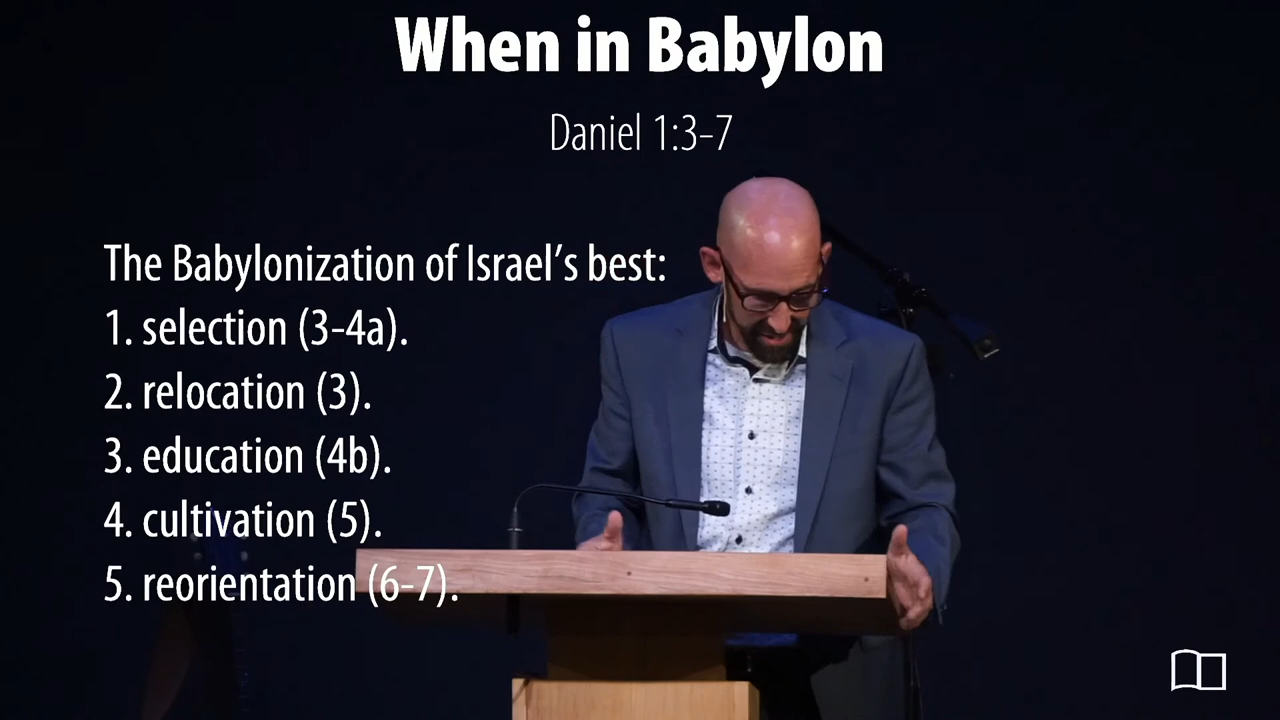 When in Babylon
Daniel 1:3-7
The Babylonization of Israel’s best:
1. selection (3-4a).
2. relocation (3).
3. education (4b).
4. cultivation (5).
5. reorientation (6-7).